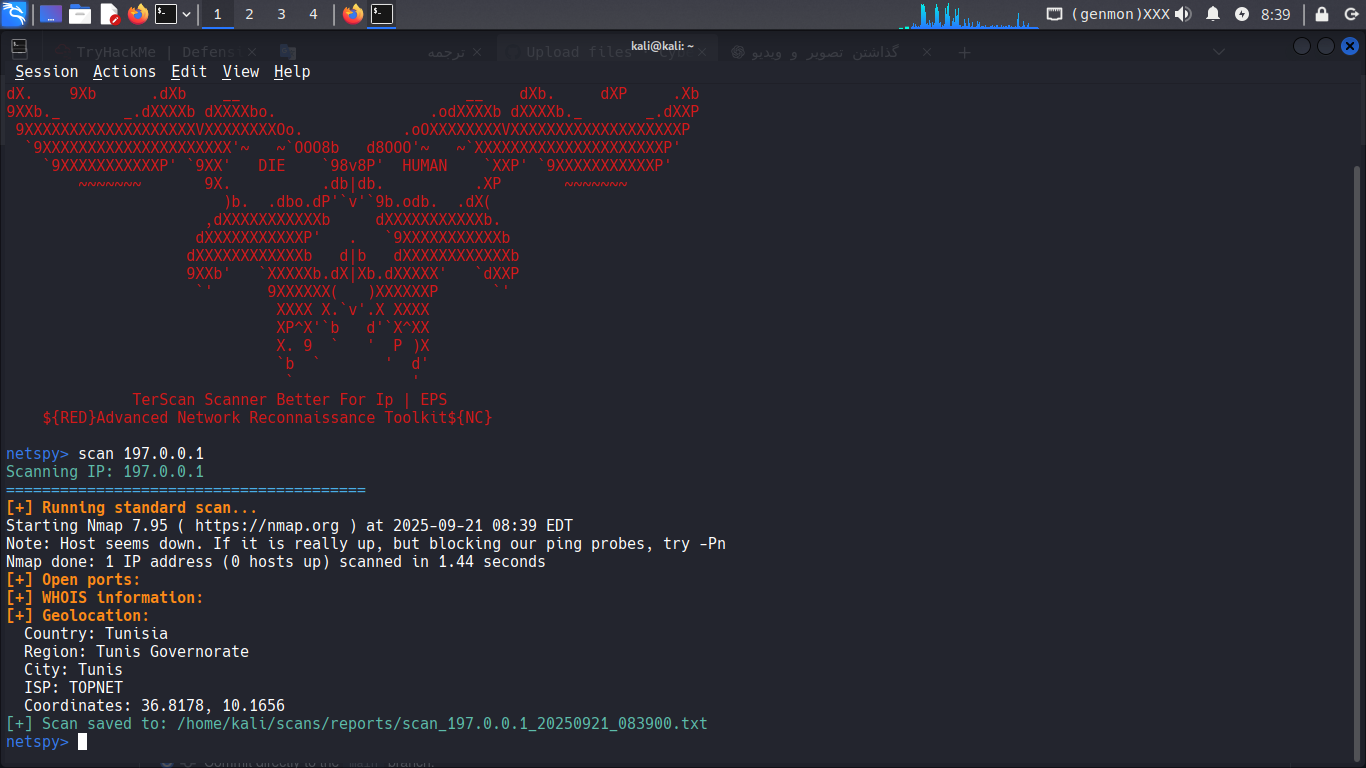 1 2 3 4 (genmon)XXX 8:39
TryHackMe | Defens × ترجمه × Upload files × گذاشتن تصویر و ویدیو × +
kali@kali: ~
Session Actions Edit View Help
dX.    9Xb      .dXb    __                         __    dXb.     dXP     .Xb
9XXb._       _.dXXXXb dXXXXbo.                 .odXXXXb dXXXXb._       _.dXXP
 9XXXXXXXXXXXXXXXXXXXVXXXXXXXXOo.           .oOXXXXXXXXVXXXXXXXXXXXXXXXXXXXP
  `9XXXXXXXXXXXXXXXXXXXXX'~   ~`OOO8b   d8OOO'~   ~`XXXXXXXXXXXXXXXXXXXXXP'
    `9XXXXXXXXXXXP' `9XX'   DIE    `98v8P'  HUMAN    `XXP' `9XXXXXXXXXXXP'
        ~~~~~~~       9X.          .db|db.          .XP       ~~~~~~~
                        )b.  .dbo.dP'`v'`9b.odb.  .dX(
                      ,dXXXXXXXXXXXb     dXXXXXXXXXXXb.
                     dXXXXXXXXXXXP'   .   `9XXXXXXXXXXXb
                    dXXXXXXXXXXXXb   d|b   dXXXXXXXXXXXXb
                    9XXb'   `XXXXXb.dX|Xb.dXXXXX'   `dXXP
                     `'      9XXXXXX(   )XXXXXXP      `'
                              XXXX X.`v'.X XXXX
                              XP^X'`b   d'`X^XX
                              X. 9  `   '  P )X
                              `b  `       '  d'
                               `             '
TerScan Scanner Better For Ip | EPS
${RED}Advanced Network Reconnaissance Toolkit${NC}
netspy> scan 197.0.0.1
Scanning IP: 197.0.0.1
========================================
[+] Running standard scan...
Starting Nmap 7.95 ( https://nmap.org ) at 2025-09-21 08:39 EDT
Note: Host seems down. If it is really up, but blocking our ping probes, try -Pn
Nmap done: 1 IP address (0 hosts up) scanned in 1.44 seconds
[+] Open ports:
[+] WHOIS information:
[+] Geolocation:
  Country: Tunisia
  Region: Tunis Governorate
  City: Tunis
  ISP: TOPNET
  Coordinates: 36.8178, 10.1656
[+] Scan saved to: /home/kali/scans/reports/scan_197.0.0.1_20250921_083900.txt
netspy>
Commit directly to the main branch.